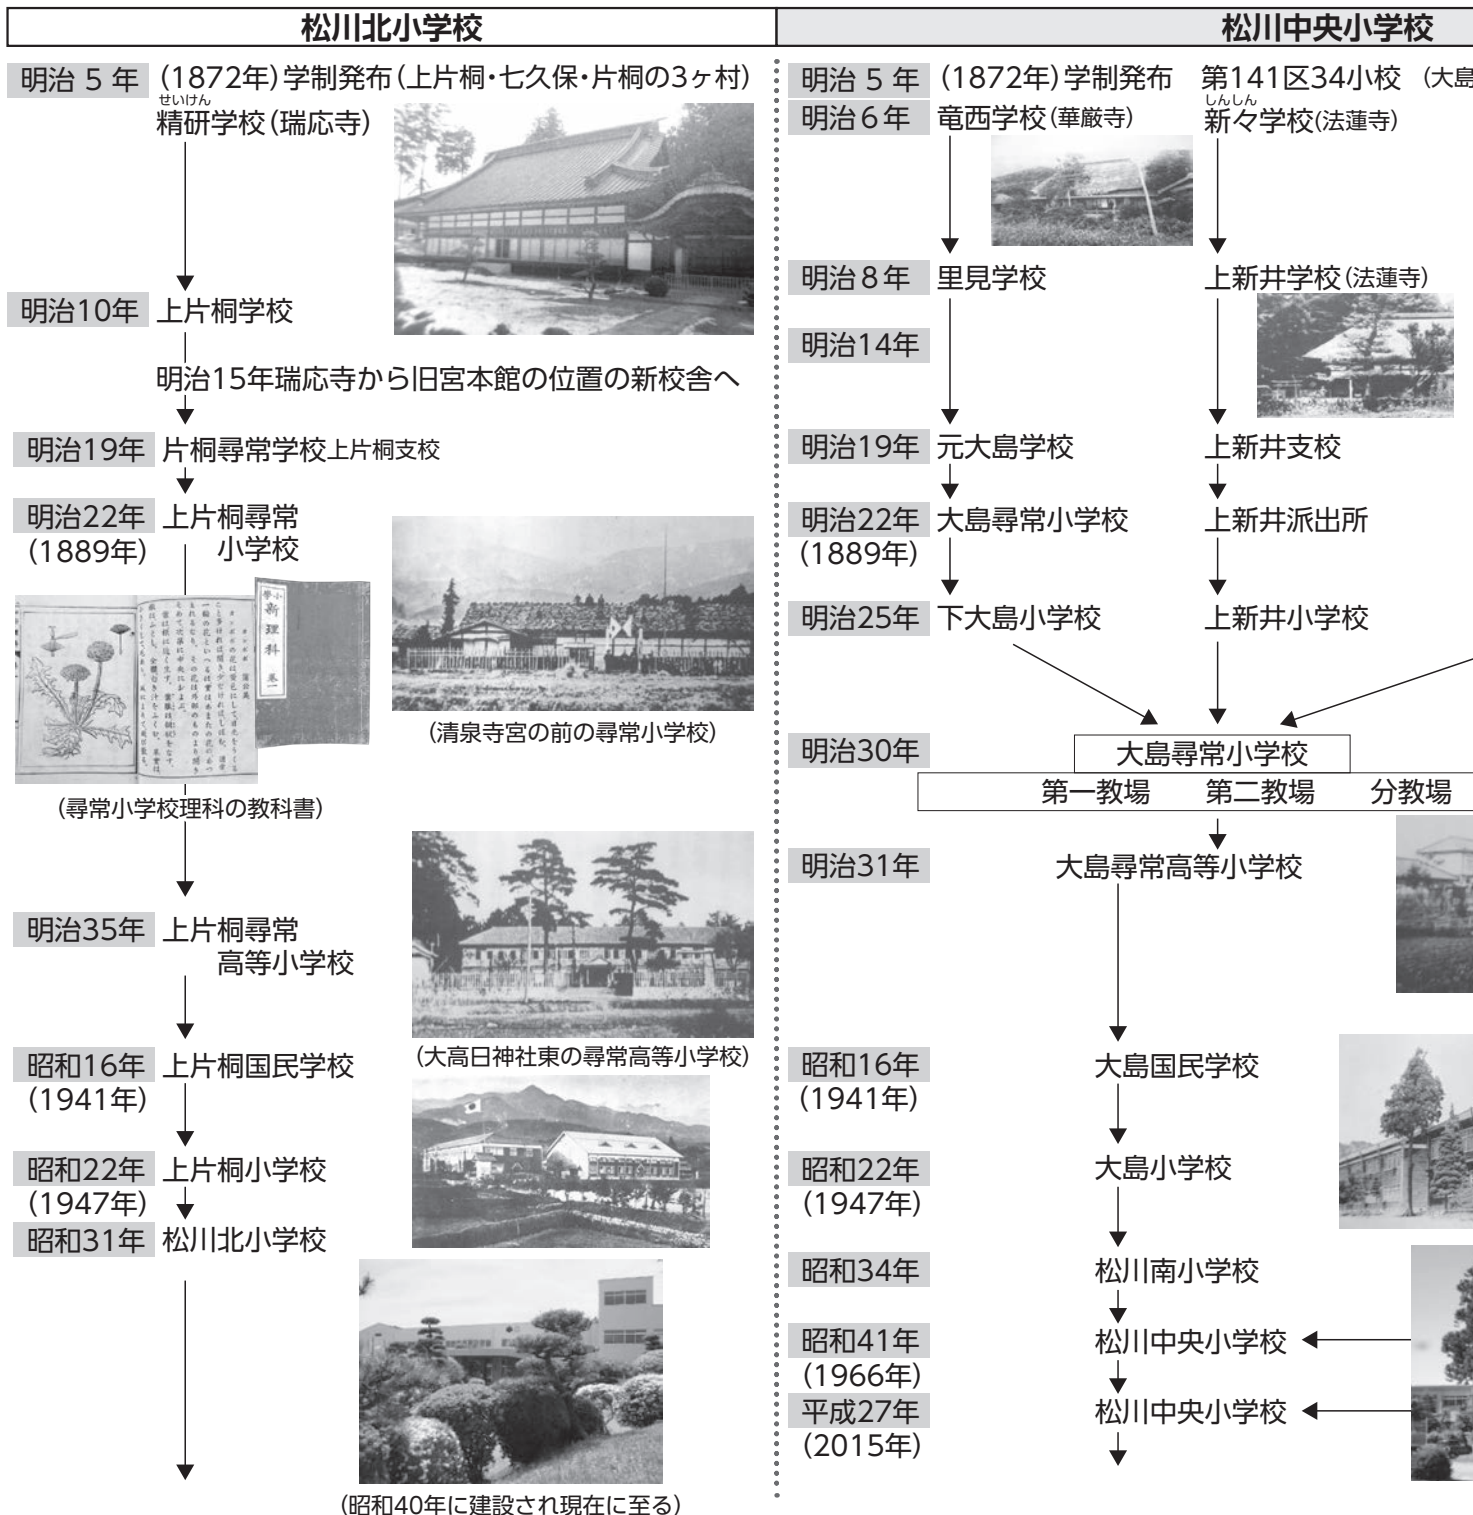 松川北小学校
明治5年 (1872年)学制発布(上片桐・七久保・片桐の3ヶ村)
せいけん
精研学校(瑞応寺)
明治10年 上片桐学校
明治15年瑞応寺から旧宮本館の位置の新校舎へ
明治19年 片桐尋常学校上片桐支校
明治22年 上片桐尋常
(1889年) 小学校
小學
新理科
巻一
(尋常小学校理科の教科書)
(清泉寺宮の前の尋常小学校)
明治35年 上片桐尋常
高等小学校
(大高日神社東の尋常高等小学校)
昭和16年 上片桐国民学校
(1941年)
昭和22年 上片桐小学校
(1947年)
昭和31年 松川北小学校
(昭和40年に建設され現在に至る)
松川中央小学校
明治5年 (1872年)学制発布 第141区34小校 (大島
しんしん
明治6年 竜西学校(華厳寺) 新々学校(法蓮寺)
明治8年 里見学校 上新井学校(法蓮寺)
明治14年
明治19年 元大島学校 上新井支校
明治22年 大島尋常小学校 上新井派出所
(1889年)
明治25年 下大島小学校 上新井小学校
明治30年 大島尋常小学校
第一教場 第二教場 分教場
明治31年 大島尋常高等小学校
昭和16年 大島国民学校
(1941年)
昭和22年 大島小学校
(1947年)
昭和34年 松川南小学校
昭和41年 松川中央小学校
(1966年)
平成27年 松川中央小学校
(2015年)